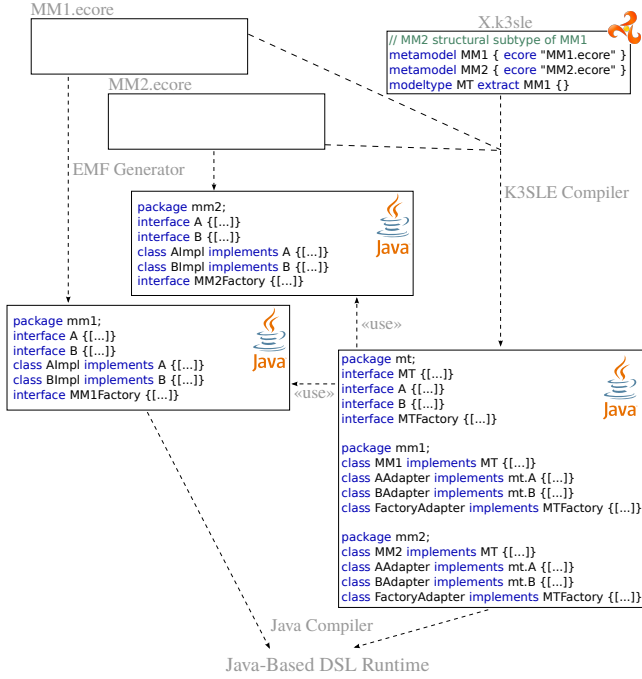 MM1.ecore
X.k3sle
// MM2 structural subtype of MM1
metamodel MM1 { ecore "MM1.ecore" }
metamodel MM2 { ecore "MM2.ecore" }
modeltype MT extract MM1 {}
MM2.ecore
EMF Generator
K3SLE Compiler
package mm2;
interface A {[...]}
interface B {[...]}
class AImpl implements A {[...]}
class BImpl implements B {[...]}
interface MM2Factory {[...]}
Java
«use»
package mm1;
interface A {[...]}
interface B {[...]}
class AImpl implements A {[...]}
class BImpl implements B {[...]}
interface MM1Factory {[...]}
Java
«use»
package mt;
interface MT {[...]}
interface A {[...]}
interface B {[...]}
interface MTFactory {[...]}
Java
package mm1;
class MM1 implements MT {[...]}
class AAdapter implements mt.A {[...]}
class BAdapter implements mt.B {[...]}
class FactoryAdapter implements MTFactory {[...]}
package mm2;
class MM2 implements MT {[...]}
class AAdapter implements mt.A {[...]}
class BAdapter implements mt.B {[...]}
class FactoryAdapter implements MTFactory {[...]}
Java Compiler
Java-Based DSL Runtime